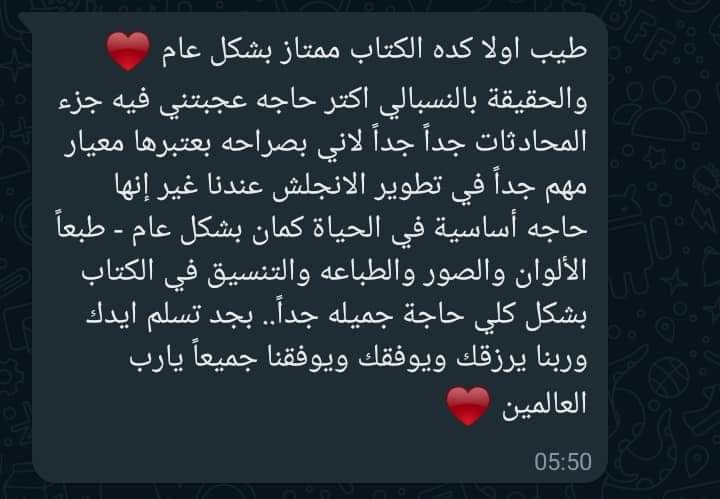 طيب اولا كده الكتاب ممتاز بشكل عام ❤️
والحقيقة بالنسبالي اكتر حاجه عجبتني فيه جزء
المحادثات جداً جداً لاني بصراحه بعتبرها معيار
مهم جداً في تطوير الانجلش عندنا غير إنها
حاجه أساسية في الحياة كمان بشكل عام - طبعاً
الألوان والصور والطباعه والتنسيق في الكتاب
بشكل كلي حاجة جميله جداً.. بجد تسلم ايدك
وربنا يرزقك ويوفقك ويوفقنا جميعاً يارب
العالمين ❤️
05:50